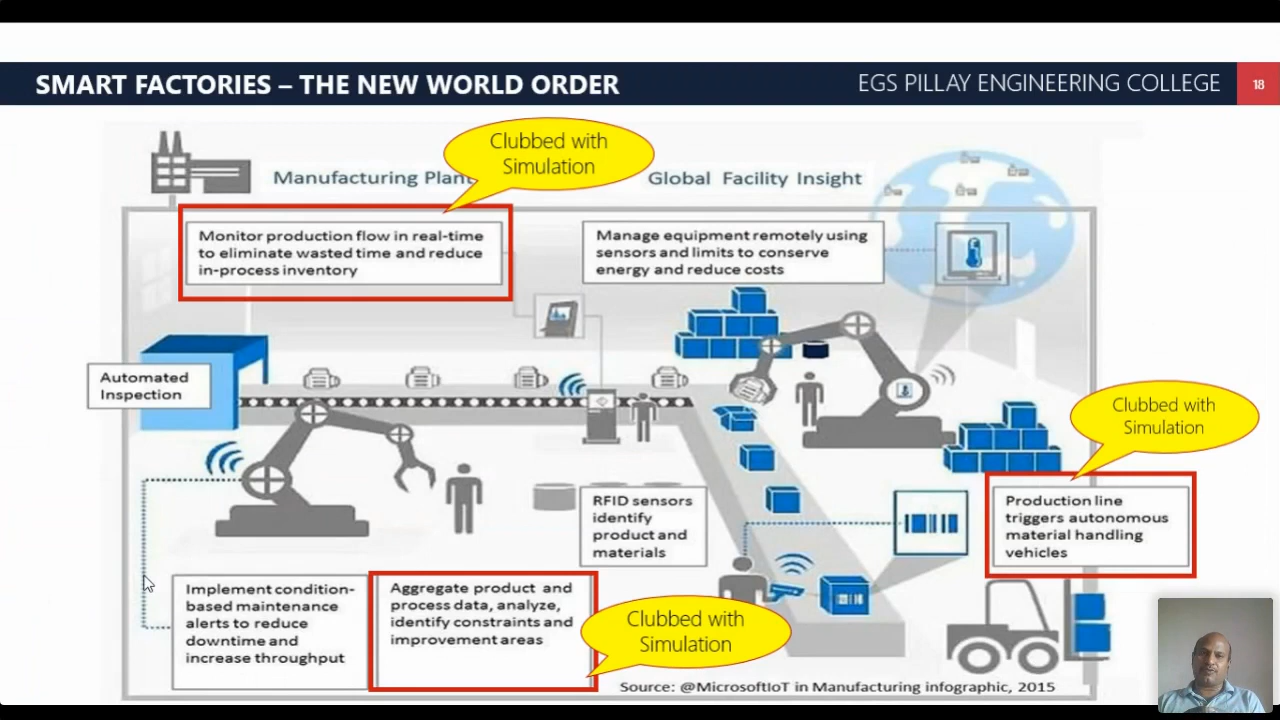 SMART FACTORIES – THE NEW WORLD ORDER
EGS PILLAY ENGINEERING COLLEGE
18
Clubbed with
Simulation
Manufacturing Plant
Global Facility Insight
Monitor production flow in real-time
to eliminate wasted time and reduce
in-process inventory
Manage equipment remotely using
sensors and limits to conserve
energy and reduce costs
Automated
Inspection
Clubbed with
Simulation
RFID sensors
identify
product and
materials
Production line
triggers autonomous
material handling
vehicles
Implement condition-
based maintenance
alerts to reduce
downtime and
increase throughput
Aggregate product and
process data, analyze,
identify constraints and
improvement areas
Clubbed with
Simulation
Source: @MicrosoftIoT in Manufacturing infographic, 2015